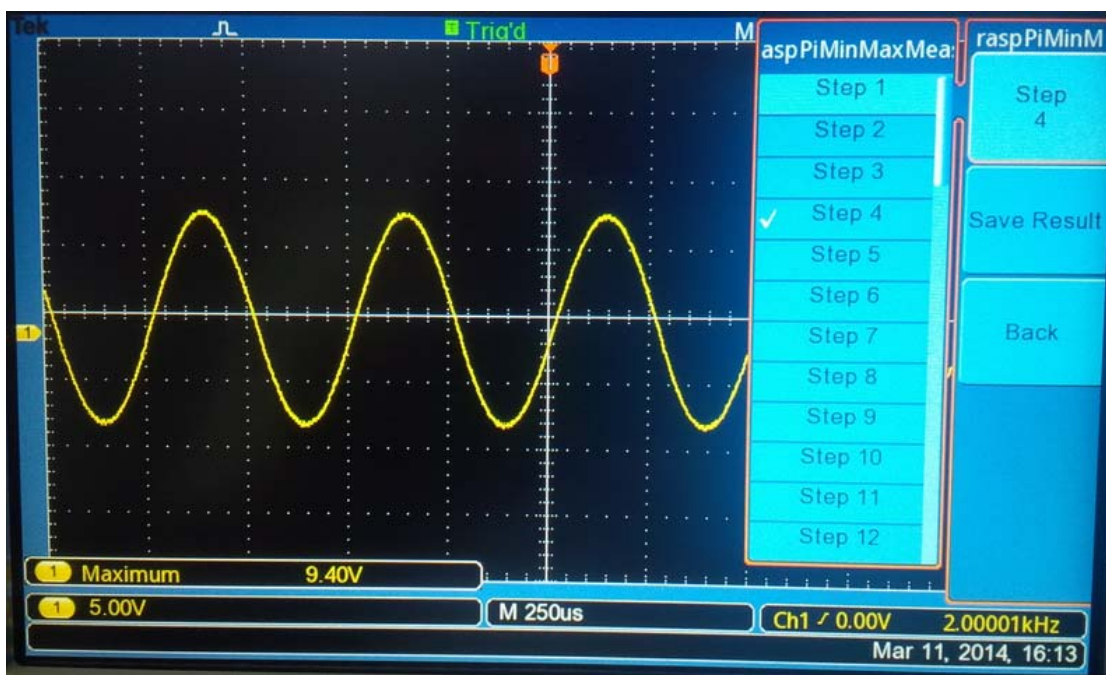 Tek
Trig'd
M
aspPiMinMaxMea
raspPiMinM
Step 1
Step 2
Step 3
Step 4
Step 5
Step 6
Step 7
Step 8
Step 9
Step 10
Step 11
Step 12
Step
4
Save Result
Back
T
1
1 Maximum 9.40V
1 5.00V
M 250us
Ch1 0.00V 2.00001kHz
Mar 11, 2014, 16:13